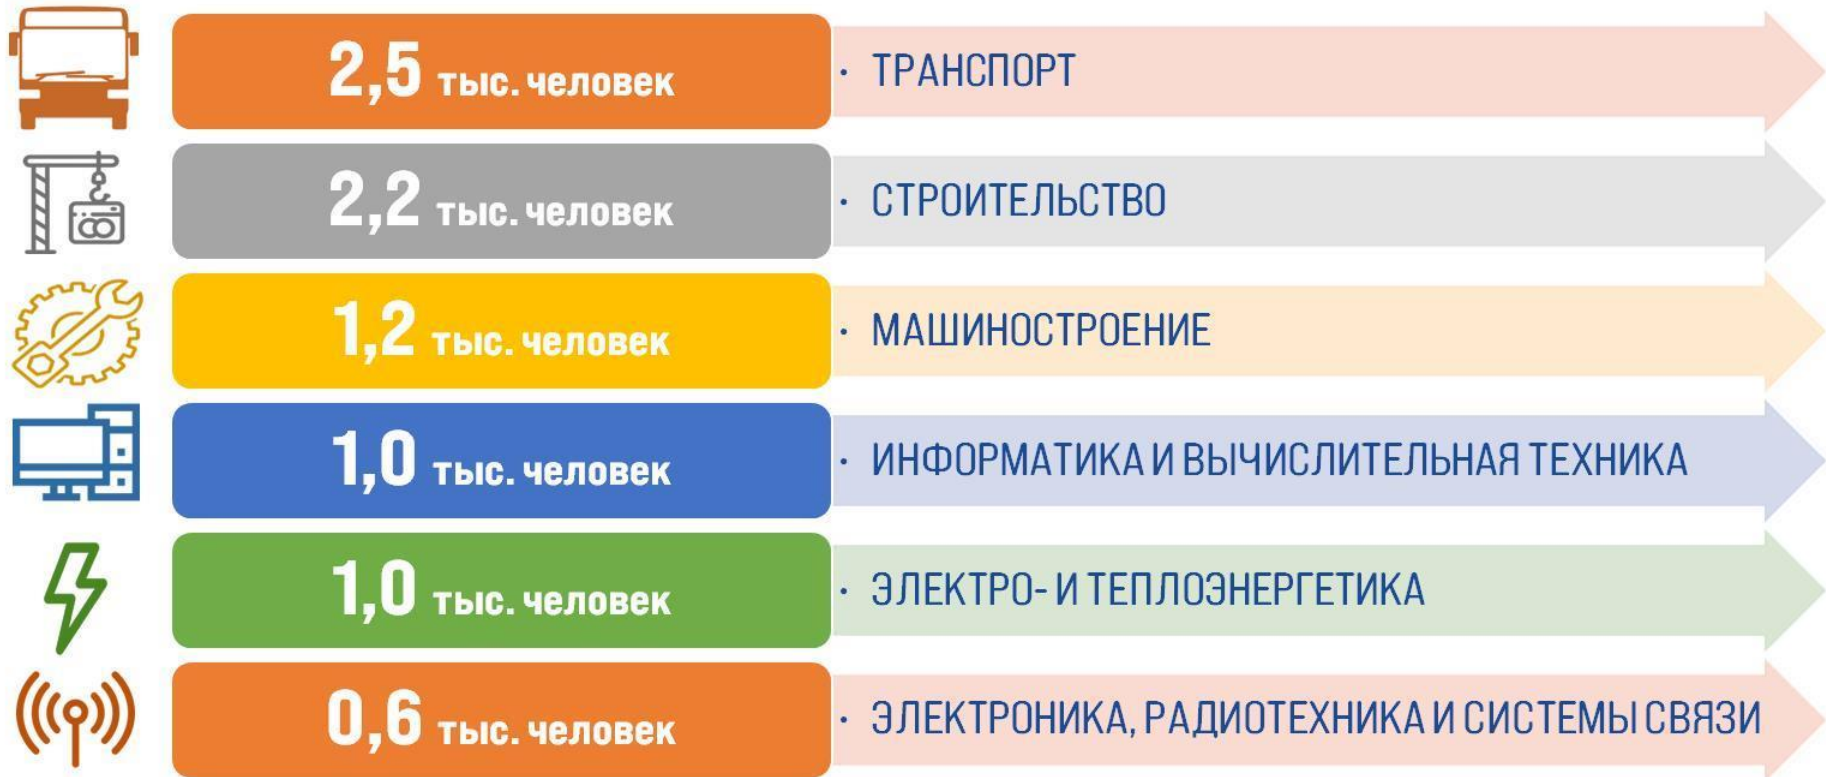 2,5 тыс. человек
· ТРАНСПОРТ
2,2 тыс. человек
· СТРОИТЕЛЬСТВО
1,2 тыс. человек
· МАШИНОСТРОЕНИЕ
1,0 тыс. человек
· ИНФОРМАТИКА И ВЫЧИСЛИТЕЛЬНАЯ ТЕХНИКА
1,0 тыс. человек
· ЭЛЕКТРО- И ТЕПЛОЭНЕРГЕТИКА
0,6 тыс. человек
· ЭЛЕКТРОНИКА, РАДИОТЕХНИКА И СИСТЕМЫ СВЯЗИ